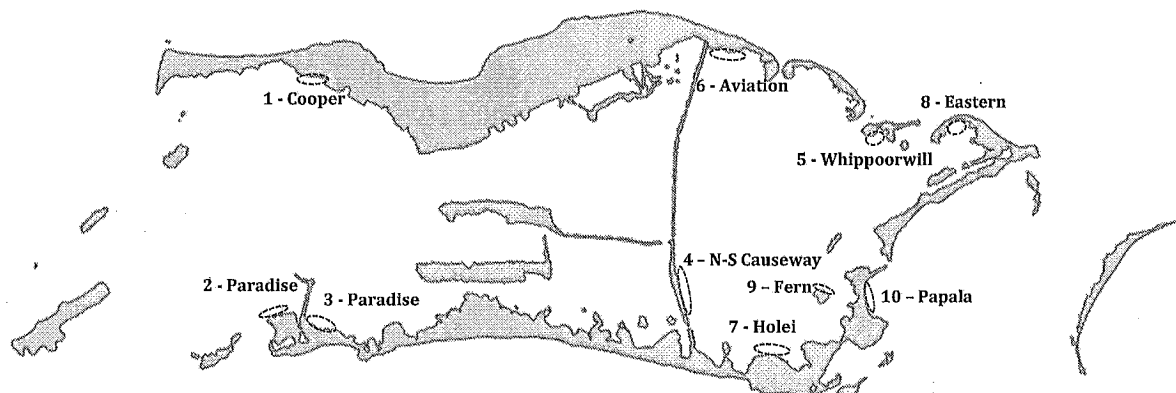 1 - Cooper
6 - Aviation
8 - Eastern
5 - Whippoorwill
2 - Paradise
3 - Paradise
4 – N-S Causeway
9 – Fern
10 – Papala
7 - Holei